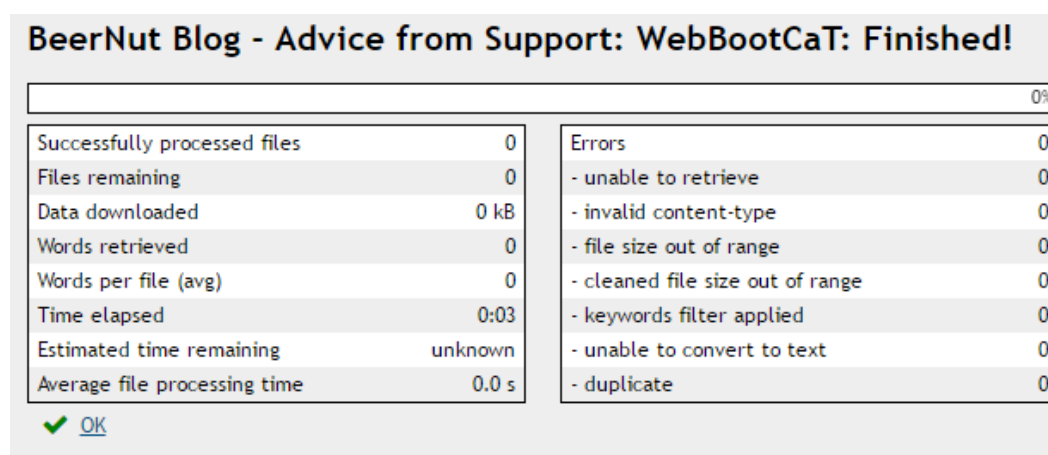 BeerNut Blog - Advice from Support: WebBootCaT: Finished!
0%
Successfully processed files 0
Files remaining 0
Data downloaded 0 kB
Words retrieved 0
Words per file (avg) 0
Time elapsed 0:03
Estimated time remaining unknown
Average file processing time 0.0 s
Errors 0
- unable to retrieve 0
- invalid content-type 0
- file size out of range 0
- cleaned file size out of range 0
- keywords filter applied 0
- unable to convert to text 0
- duplicate 0
OK